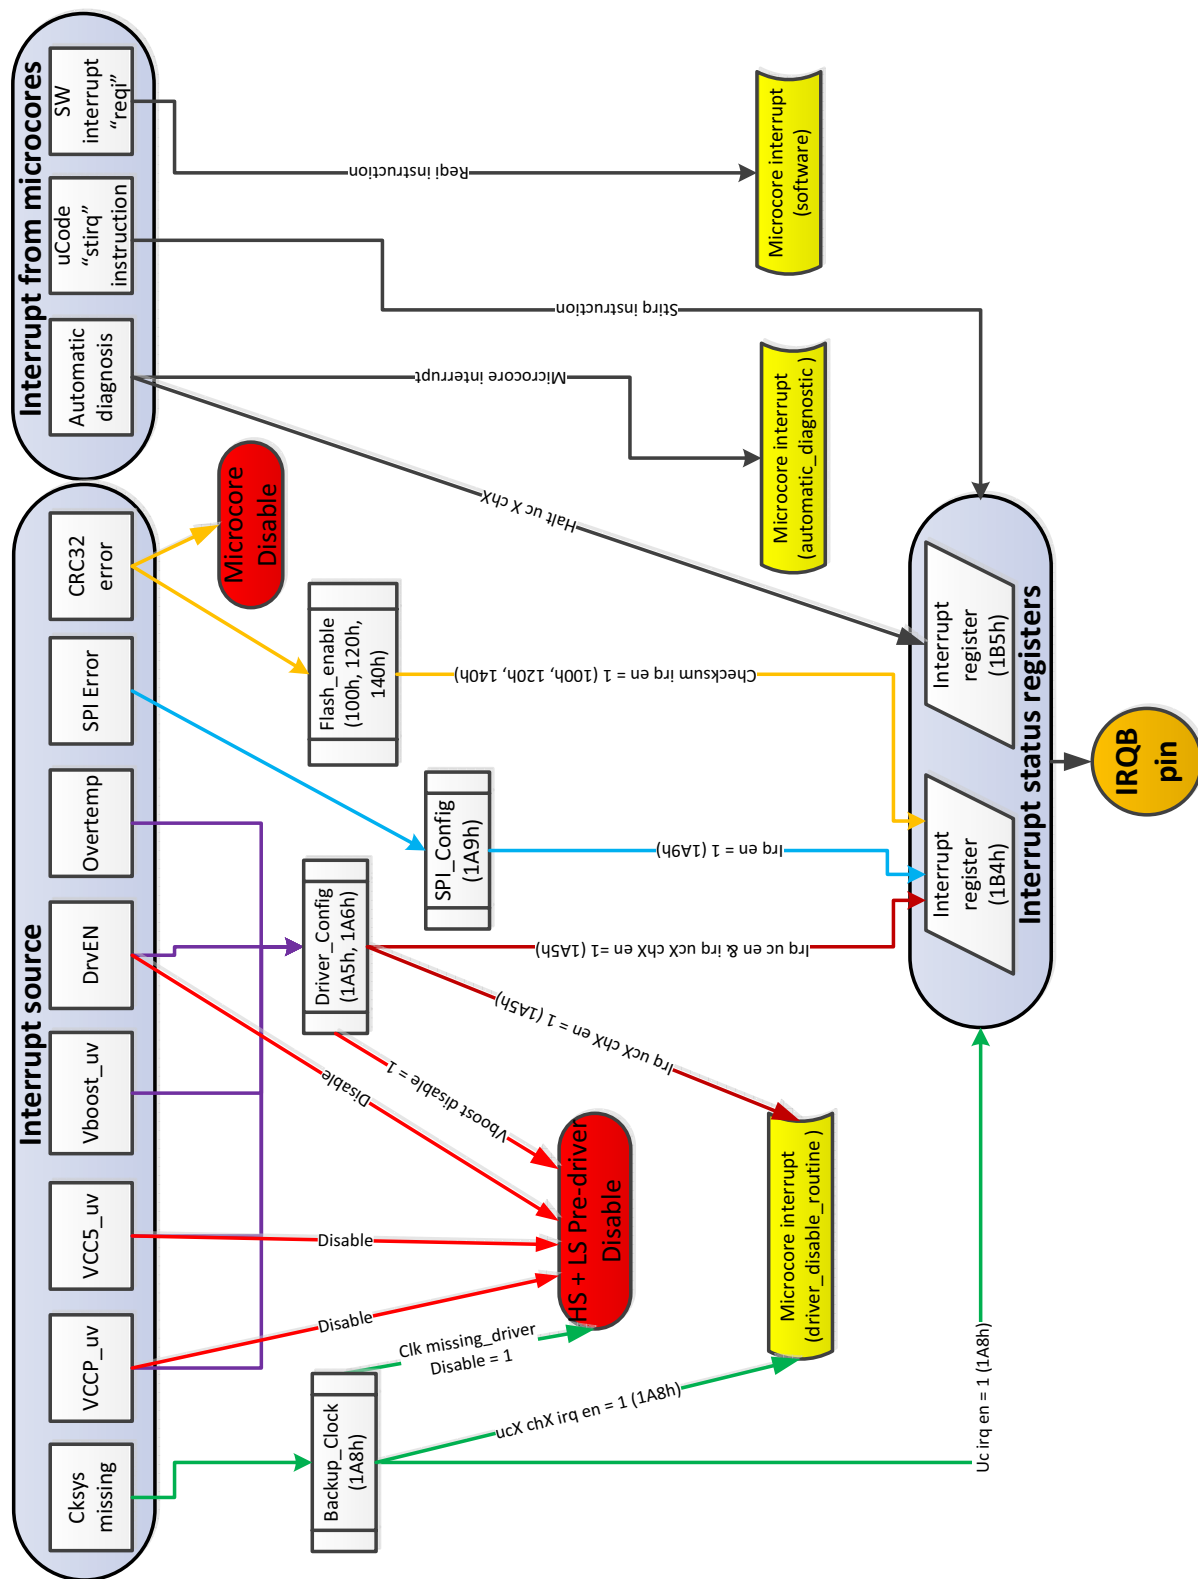 Interrupt source
Cksys
missing
VCCP_uv
VCC5_uv
Vboost_uv
DrvEN
Overtemp
SPI Error
CRC32
error
Interrupt from microcores
Automatic
diagnosis
uCode
“stirq”
instruction
SW
interrupt
“reqi”
Microcore
Disable
Flash_enable
(100h, 120h,
140h)
SPI_Config
(1A9h)
Driver_Config
(1A5h, 1A6h)
Backup_Clock
(1A8h)
Disable
Disable
Disable
Vboost disable = 1
Clk missing_driver
Disable = 1
HS + LS Pre-driver
Disable
ucX chX irq en = 1 (1A8h)
Uc irq en = 1 (1A8h)
Irq ucX chX en = 1 (1A5h)
Irq uc en & irq ucX chX en =1 (1A5h)
Irq en = 1 (1A9h)
Checksum irq en = 1 (100h, 120h, 140h)
Halt uc X chX
Microcore interrupt
Stirq instruction
Reqi instruction
Microcore interrupt
(driver_disable_routine )
Microcore interrupt
(automatic_diagnostic )
Microcore interrupt
(software)
Interrupt
register
(1B4h)
Interrupt
register
(1B5h)
Interrupt status registers
IRQB
pin